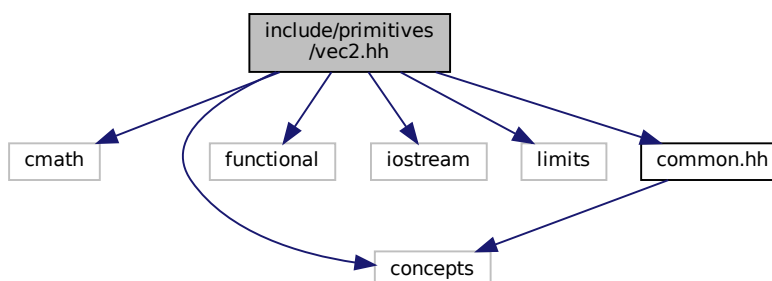 include/primitives
/vec2.hh
cmath
functional
iostream
limits
common.hh
concepts